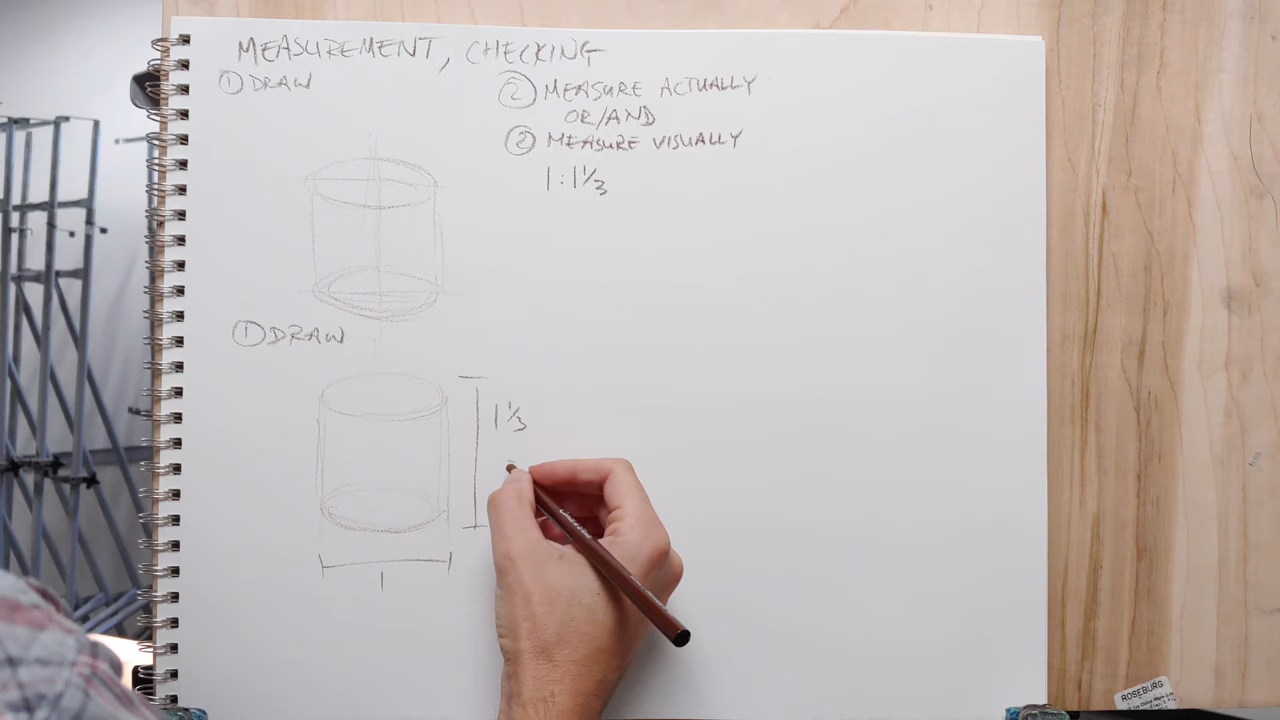 MEASUREMENT, CHECKING
① DRAW
② MEASURE ACTUALLY
OR/AND
② MEASURE VISUALLY
1:1⅓
① DRAW
1⅓
1
ROSEBURG